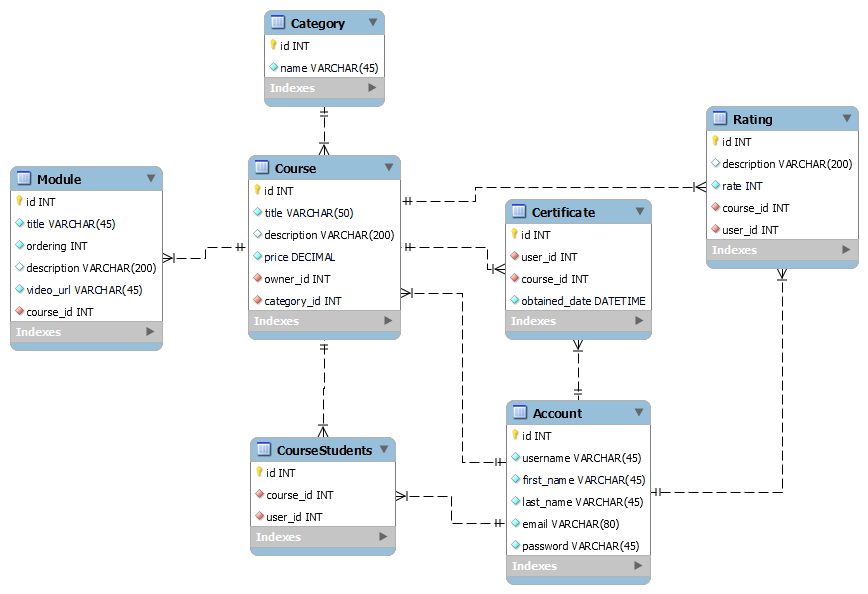 Category
id INT
name VARCHAR(45)
Indexes
Module
id INT
title VARCHAR(45)
ordering INT
description VARCHAR(200)
video_url VARCHAR(45)
course_id INT
Indexes
Course
id INT
title VARCHAR(50)
description VARCHAR(200)
price DECIMAL
owner_id INT
category_id INT
Indexes
Certificate
id INT
user_id INT
course_id INT
obtained_date DATETIME
Indexes
Rating
id INT
description VARCHAR(200)
rate INT
course_id INT
user_id INT
Indexes
CourseStudents
id INT
course_id INT
user_id INT
Indexes
Account
id INT
username VARCHAR(45)
first_name VARCHAR(45)
last_name VARCHAR(45)
email VARCHAR(80)
password VARCHAR(45)
Indexes